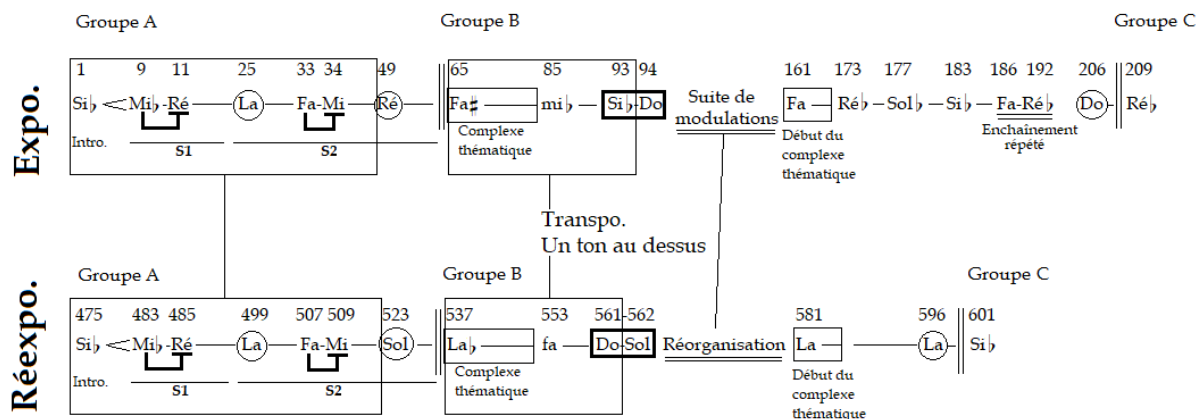 Groupe A Groupe B Groupe C
1 9 11 25 33 34 49 65 85 93 94 161 173 177 183 186 192 206 209
Expo.
Si♭ Mi♭-Ré La Fa-Mi Ré Fa♯ mi♭ Si♭-Do Suite de modulations Fa Ré♭ Sol♭ Si♭ Fa-Ré♭ Do Ré♭
Intro. S1 S2
Complexe
thématique
Début du
complexe
thématique
Enchaînement
répété
Transpo.
Un ton au dessus
Groupe A Groupe B Groupe C
475 483 485 499 507 509 523 537 553 561-562 581 596 601
Réexpo.
Si♭ Mi♭-Ré La Fa-Mi Sol La♭ fa Do-Sol Réorganisation La La Si♭
Intro. S1 S2
Complexe
thématique
Début du
complexe
thématique